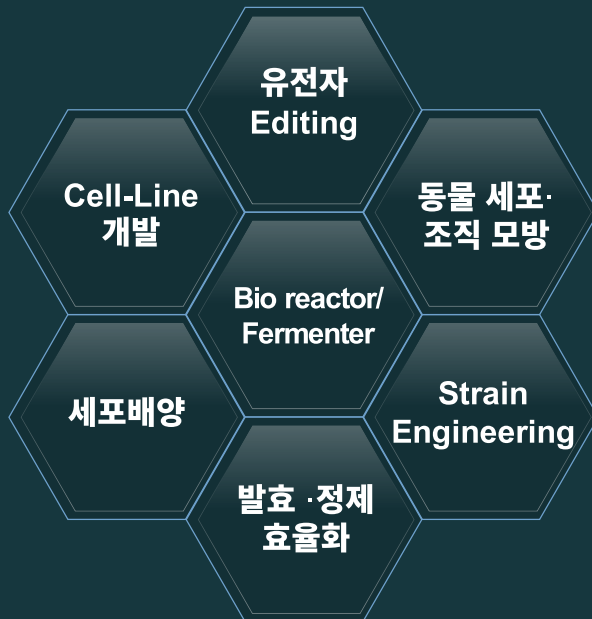 유전자
Editing
Cell-Line
개발
동물 세포·
조직 모방
Bio reactor/
Fermenter
세포배양
Strain
Engineering
발효 ·정제
효율화